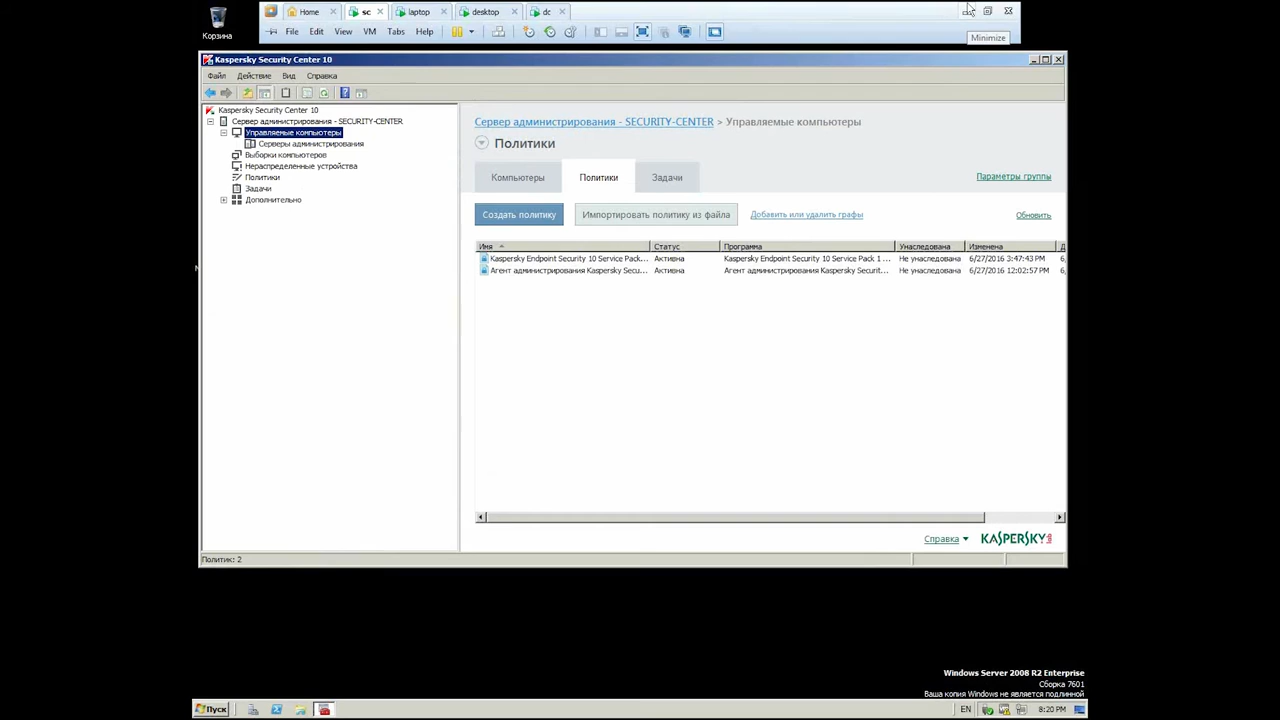 Корзина
Home
sc
laptop
desktop
dc
File Edit View VM Tabs Help
Minimize
Kaspersky Security Center 10
Файл Действие Вид Справка
Kaspersky Security Center 10
Сервер администрирования - SECURITY-CENTER
Управляемые компьютеры
Серверы администрирования
Выборки компьютеров
Нераспределенные устройства
Политики
Задачи
Дополнительно
Сервер администрирования - SECURITY-CENTER > Управляемые компьютеры
Политики
Компьютеры Политики Задачи
Параметры группы
Создать политику Импортировать политику из файла Добавить или удалить графы Обновить
Имя Статус Программа Унаследована Изменена Д
Kaspersky Endpoint Security 10 Service Pack... Активна Kaspersky Endpoint Security 10 Service Pack 1 ... Не унаследована 6/27/2016 3:47:43 PM 6,
Агент администрирования Kaspersky Secu... Активна Агент администрирования Kaspersky Securit... Не унаследована 6/27/2016 12:02:57 PM 6,
Справка
KASPERSKY lab
Политик: 2
Windows Server 2008 R2 Enterprise
Сборка 7601
Ваша копия Windows не является подлинной
Пуск
EN
8:20 PM